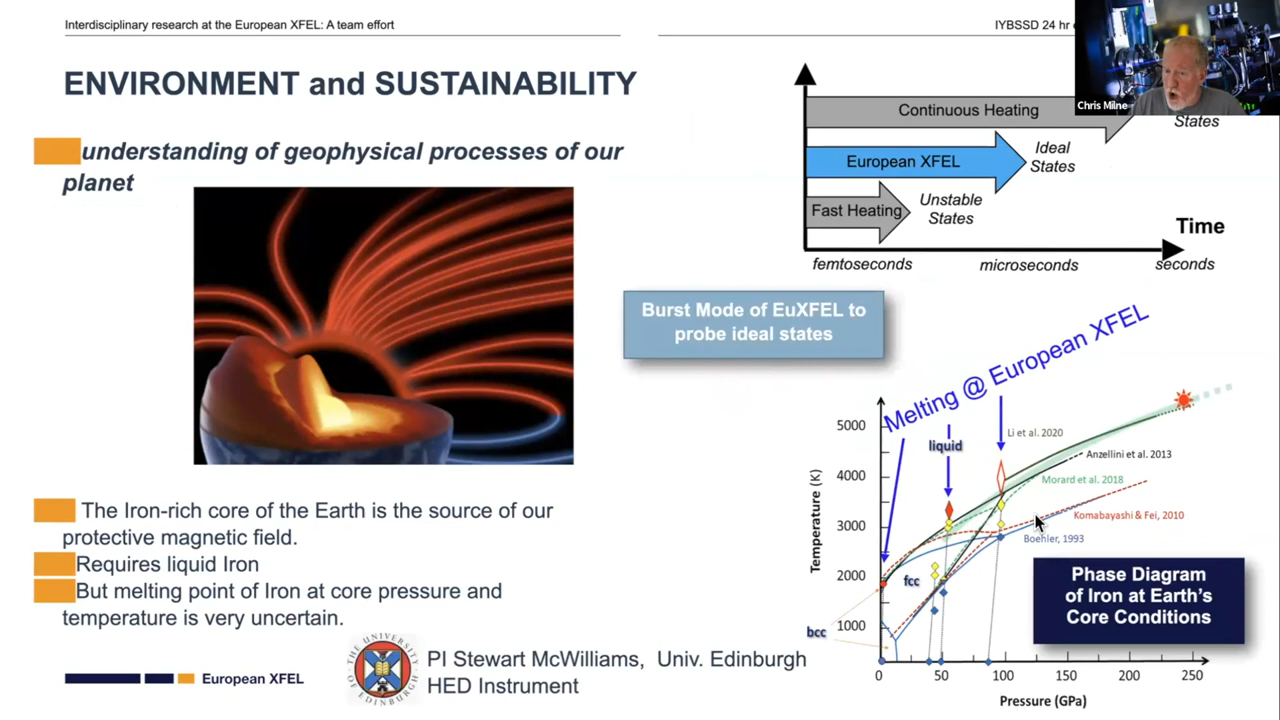 Interdisciplinary research at the European XFEL: A team effort
IYBSSD 24 hr
Chris Milne
ENVIRONMENT and SUSTAINABILITY
understanding of geophysical processes of our
planet
Continuous Heating
States
European XFEL
Ideal
States
Fast Heating
Unstable
States
Time
femtoseconds
microseconds
seconds
Burst Mode of EuXFEL to
probe ideal states
Melting @ European XFEL
5000
4000
3000
2000
1000
Temperature (K)
liquid
fcc
bcc
Li et al. 2020
Anzellini et al. 2013
Morard et al. 2018
Komabayashi & Fei, 2010
Boehler, 1993
Phase Diagram
of Iron at Earth's
Core Conditions
0
50
100
150
200
250
Pressure (GPa)
The Iron-rich core of the Earth is the source of our
protective magnetic field.
Requires liquid Iron
But melting point of Iron at core pressure and
temperature is very uncertain.
European XFEL
THE UNIVERSITY
OF EDINBURGH
PI Stewart McWilliams, Univ. Edinburgh
HED Instrument